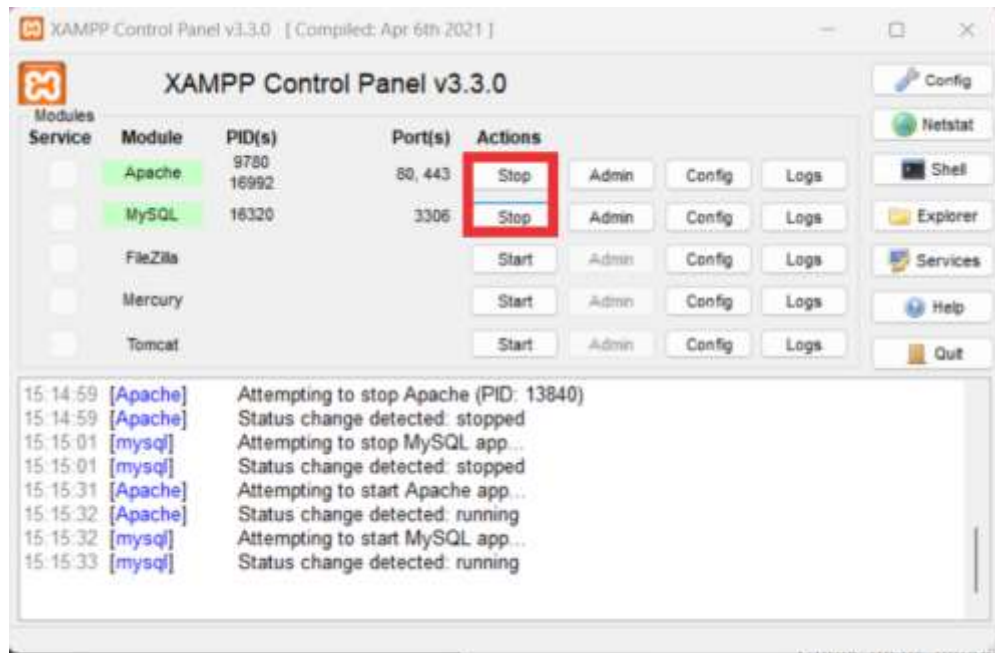 XAMPP Control Panel v3.3.0 [ Compiled: Apr 6th 2021 ]
XAMPP Control Panel v3.3.0
Config
Modules
Service Module PID(s) Port(s) Actions
Netstat
Apache 9780 16992 80, 443 Stop Admin Config Logs
Shell
MySQL 16320 3306 Stop Admin Config Logs
Explorer
FileZilla Start Admin Config Logs
Services
Mercury Start Admin Config Logs
Help
Tomcat Start Admin Config Logs
Quit
15:14:59 [Apache] Attempting to stop Apache (PID: 13840)
15:14:59 [Apache] Status change detected: stopped
15:15:01 [mysql] Attempting to stop MySQL app...
15:15:01 [mysql] Status change detected: stopped
15:15:31 [Apache] Attempting to start Apache app...
15:15:32 [Apache] Status change detected: running
15:15:32 [mysql] Attempting to start MySQL app...
15:15:33 [mysql] Status change detected: running